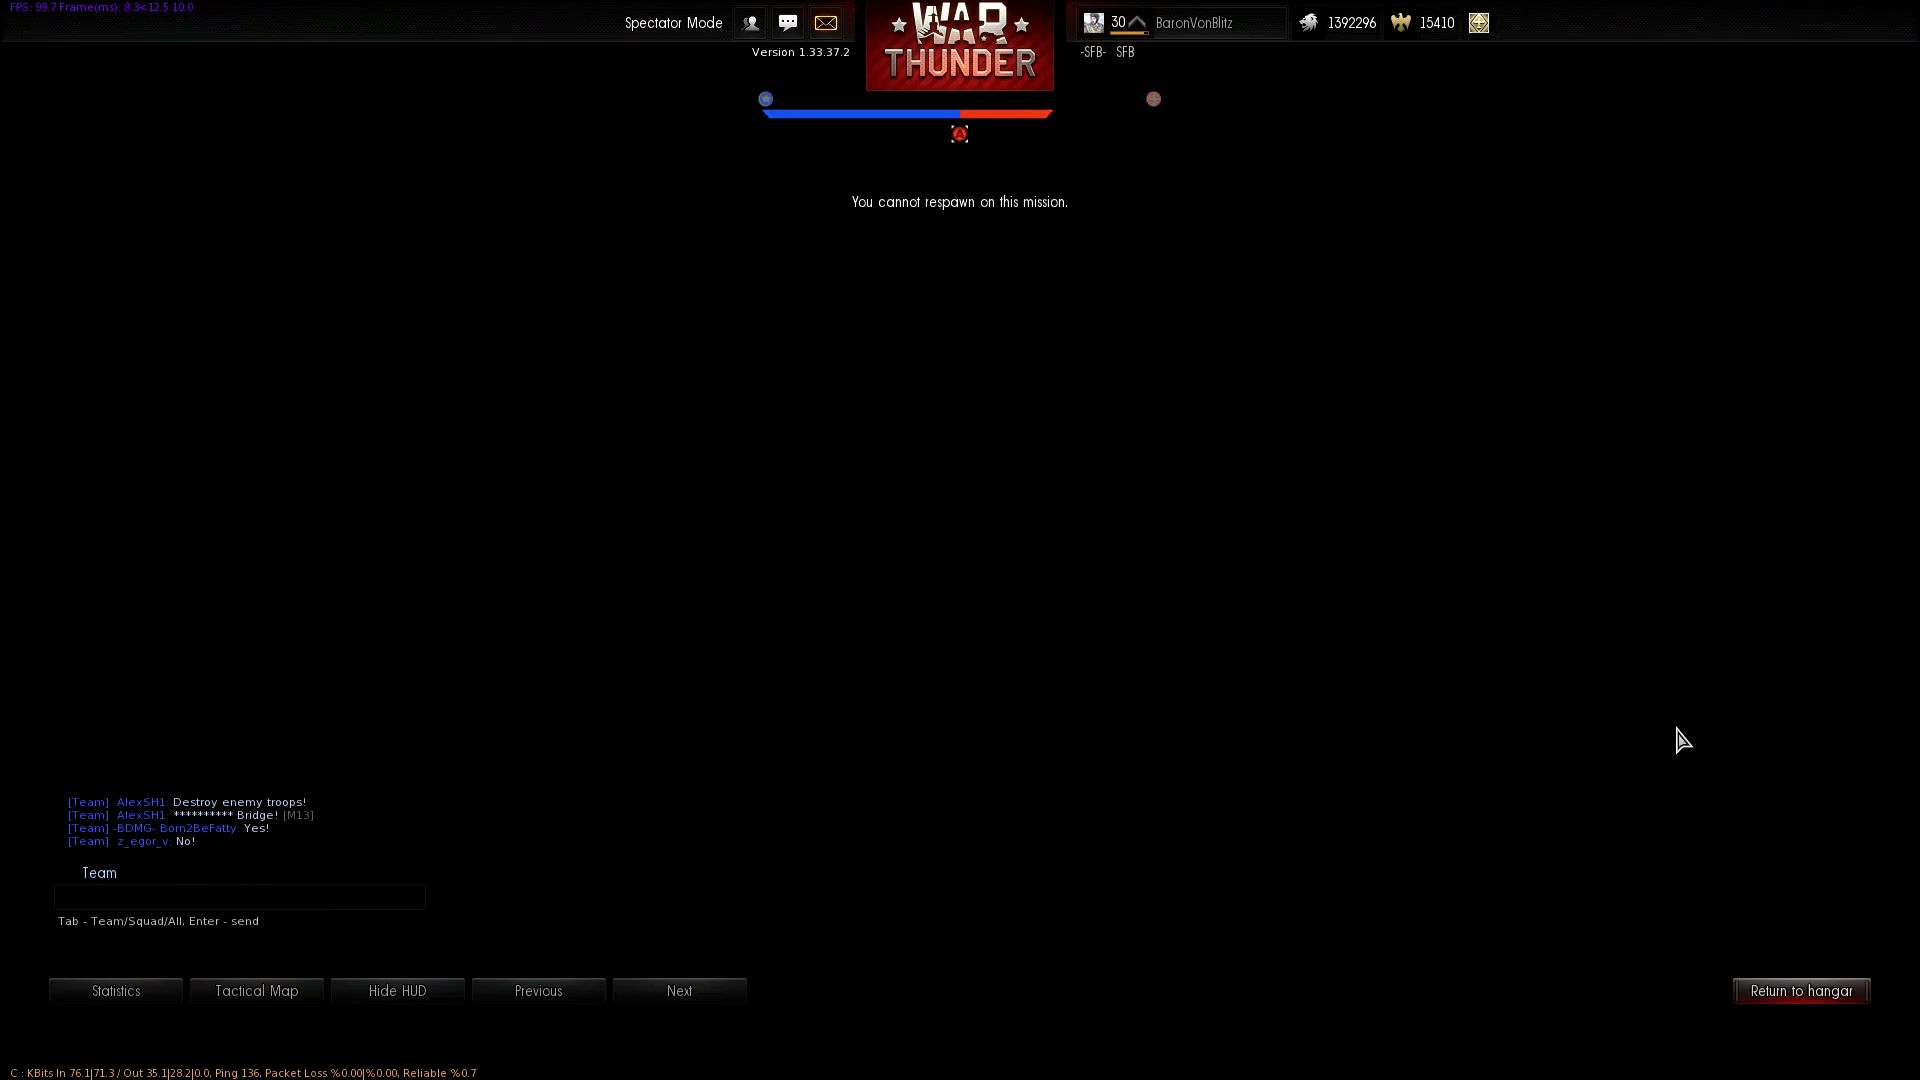 FPS: 99.7 Frame(ms): 8.3<12.5 10.0
Spectator Mode
WAR
THUNDER
30 BaronVonBlitz 1392296 15410
Version 1.33.37.2
-SFB- SFB
A
You cannot respawn on this mission.
[Team] AlexSH1: Destroy enemy troops!
[Team] AlexSH1: ********** Bridge! [M13]
[Team] -BDMG- Born2BeFatty: Yes!
[Team] z_egor_v: No!
Team
Tab - Team/Squad/All, Enter - send
Statistics
Tactical Map
Hide HUD
Previous
Next
Return to hangar
C : KBits In 76.1|71.3 / Out 35.1|28.2|0.0, Ping 136, Packet Loss %0.00|%0.00, Reliable %0.7